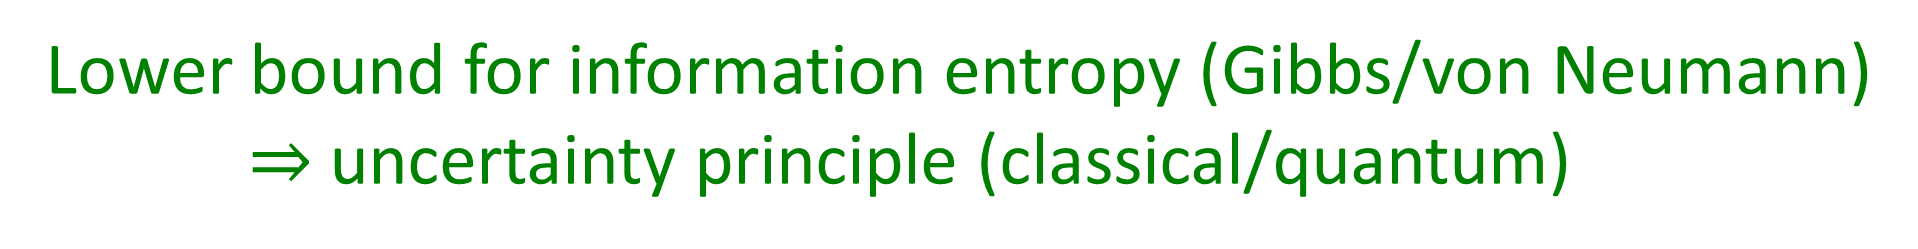 Lower bound for information entropy (Gibbs/von Neumann)
⇒ uncertainty principle (classical/quantum)